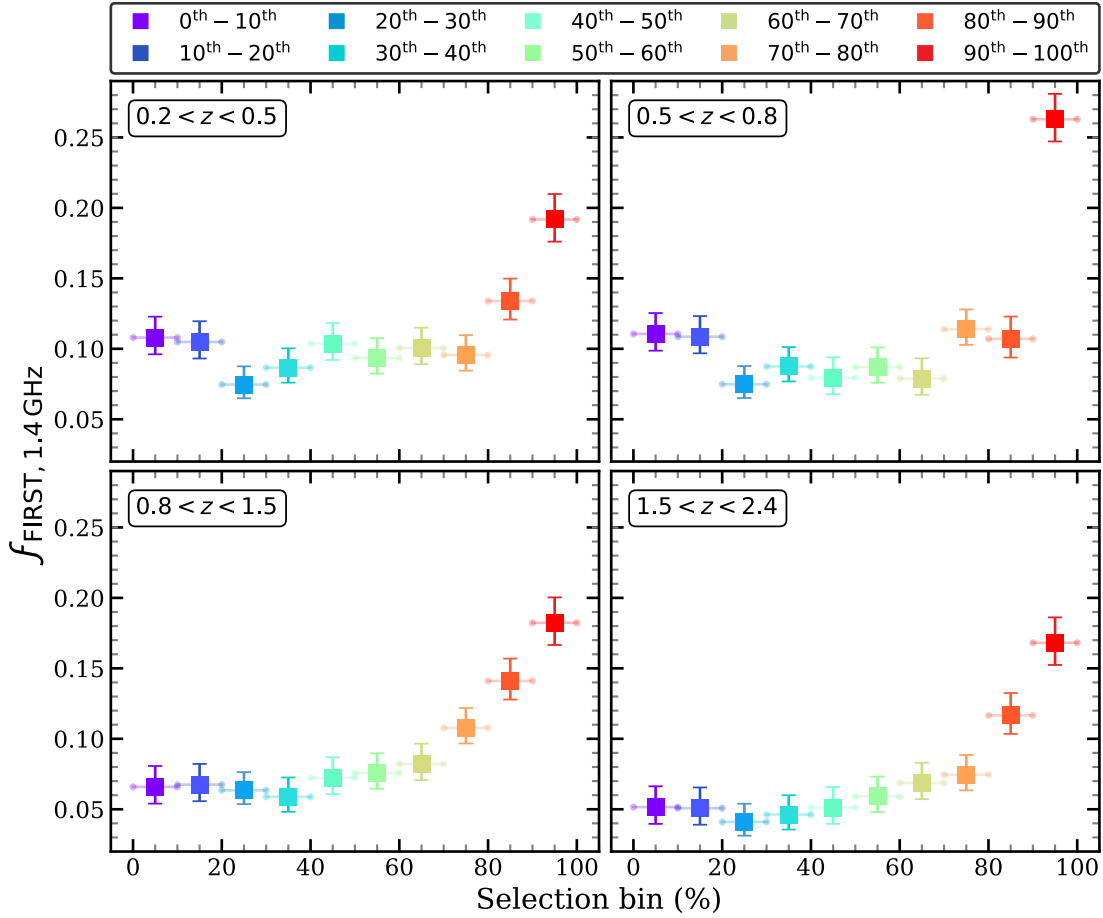 0th − 10th 20th − 30th 40th − 50th 60th − 70th 80th − 90th
10th − 20th 30th − 40th 50th − 60th 70th − 80th 90th − 100th
0.2 < z < 0.5
0.5 < z < 0.8
0.25
0.20
0.15
0.10
0.05
0.8 < z < 1.5
1.5 < z < 2.4
0.25
0.20
0.15
0.10
0.05
0 20 40 60 80 100
0 20 40 60 80 100
Selection bin (%)
fFIRST, 1.4 GHz